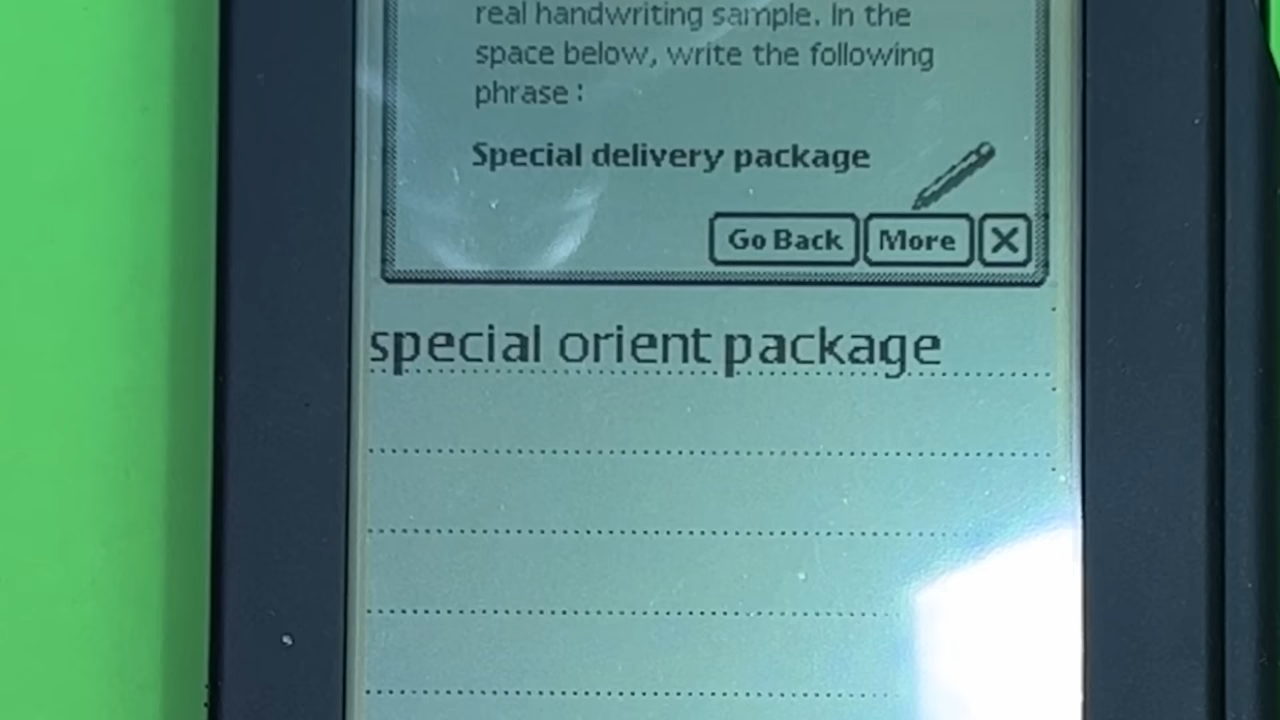 real handwriting sample. In the
space below, write the following
phrase:
Special delivery package
Go Back More X
special orient package